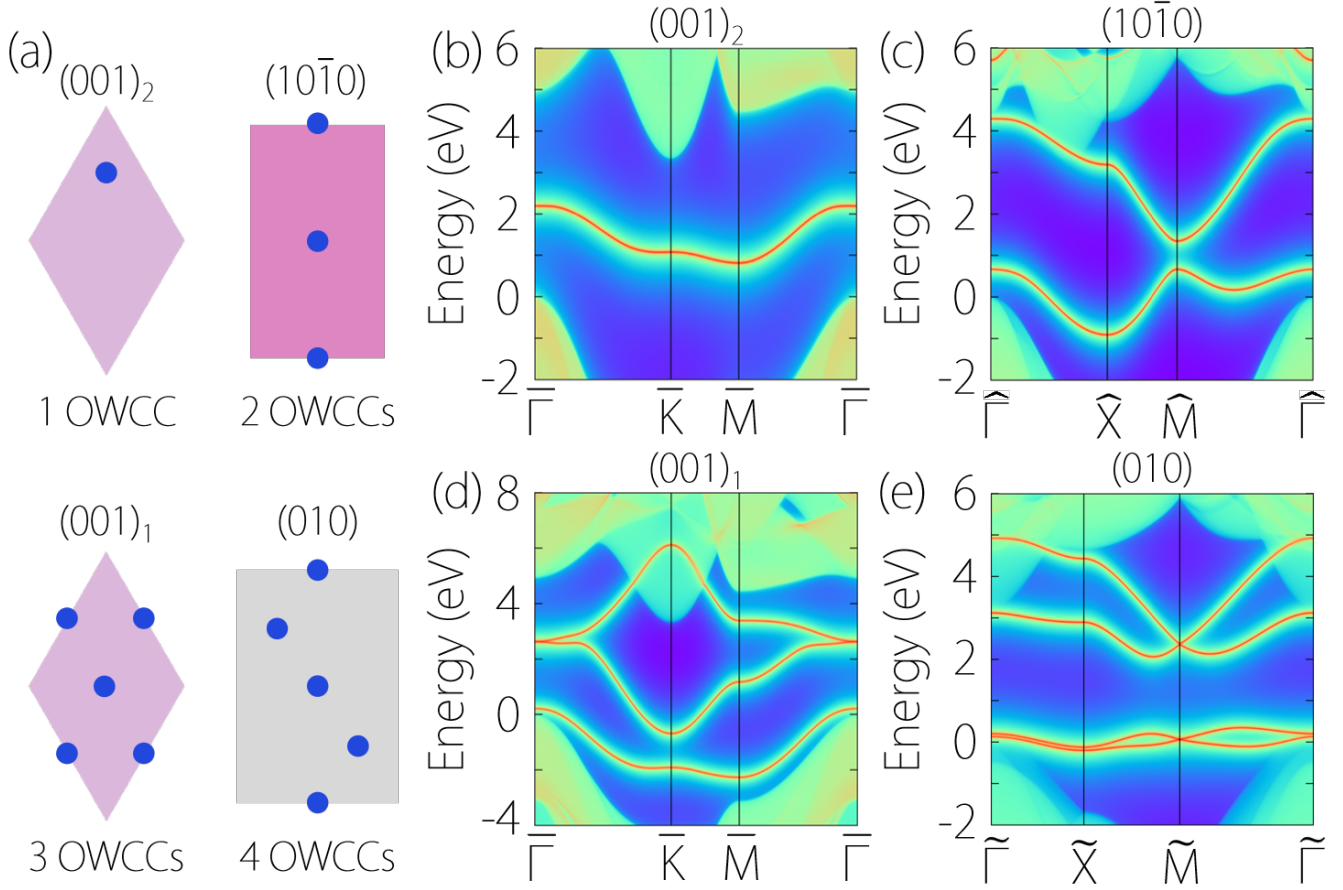 (a)
(001)₂
(101̅0)
1 OWCC
2 OWCCs
(001)₁
(010)
3 OWCCs
4 OWCCs
(b)
(001)₂
Energy (eV)
6
4
2
0
-2
Γ̅ K̅ M̅ Γ̅
(c)
(101̅0)
Energy (eV)
6
4
2
0
-2
Γ̂ X̂ M̂ Γ̂
(d)
(001)₁
Energy (eV)
8
4
0
-4
Γ̅ K̅ M̅ Γ̅
(e)
(010)
Energy (eV)
6
4
2
0
-2
Γ̃ X̃ M̃ Γ̃